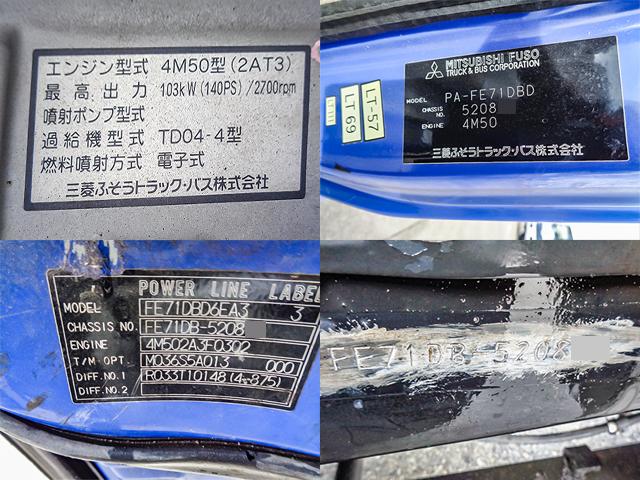 エンジン型式 4M50型(2AT3)
最高出力 103kW(140PS)/2700rpm
噴射ポンプ型式
過給機型式 TD04-4型
燃料噴射方式 電子式
三菱ふそうトラック・バス株式会社
LT69
LT-57
MITSUBISHI FUSO
TRUCK & BUS CORPORATION
MODEL PA-FE71DBD
CHASSIS NO. 5208
ENGINE 4M50
三菱ふそうトラック・バス株式会社
POWER LINE LABEL
MODEL FE71DBD6EA3 3
CHASSIS NO. FE71DB-5208
ENGINE 4M502A3F0302
T/M OPT. M036S5A013 000
DIFF.NO.1 R033T10148(4.875)
DIFF.NO.2
FE71DB-5208